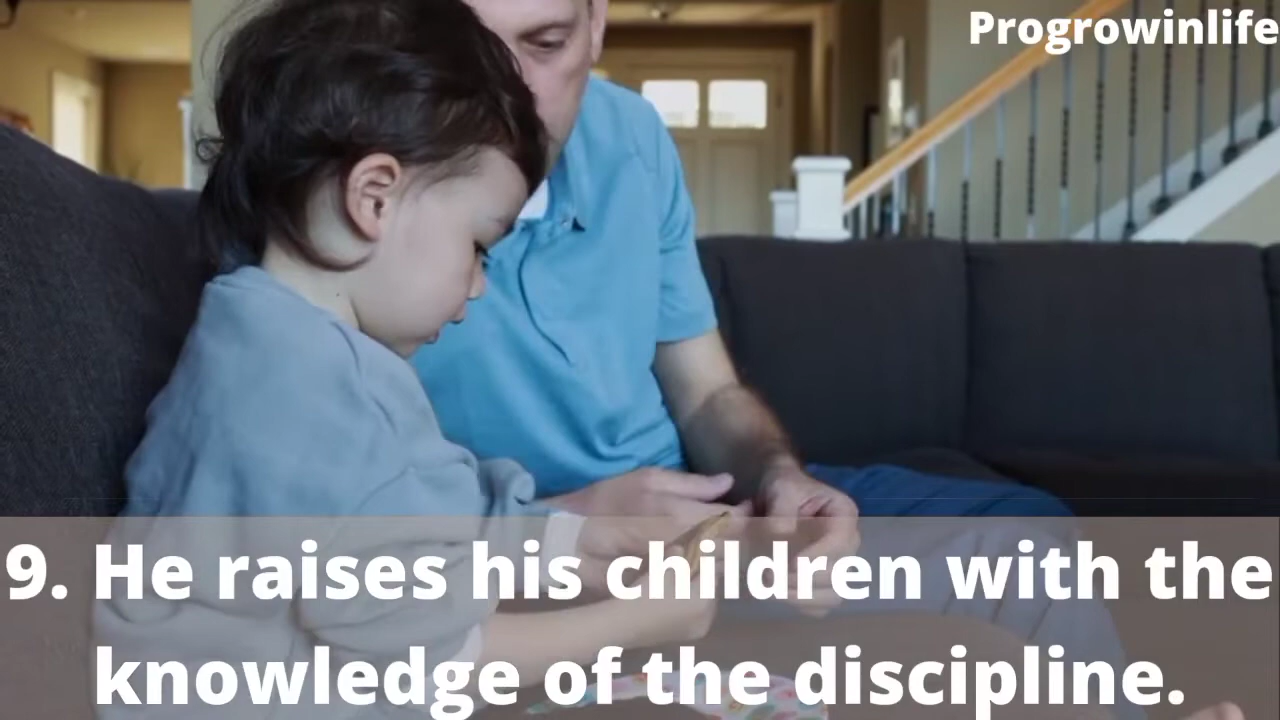 Progrowinlife
9. He raises his children with the
knowledge of the discipline.